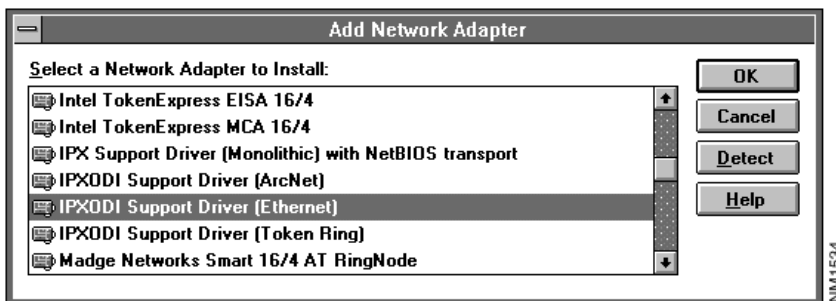 Add Network Adapter
Select a Network Adapter to Install:
Intel TokenExpress EISA 16/4
Intel TokenExpress MCA 16/4
IPX Support Driver (Monolithic) with NetBIOS transport
IPXODI Support Driver (ArcNet)
IPXODI Support Driver (Ethernet)
IPXODI Support Driver (Token Ring)
Madge Networks Smart 16/4 AT RingNode
OK
Cancel
Detect
Help
NM1534